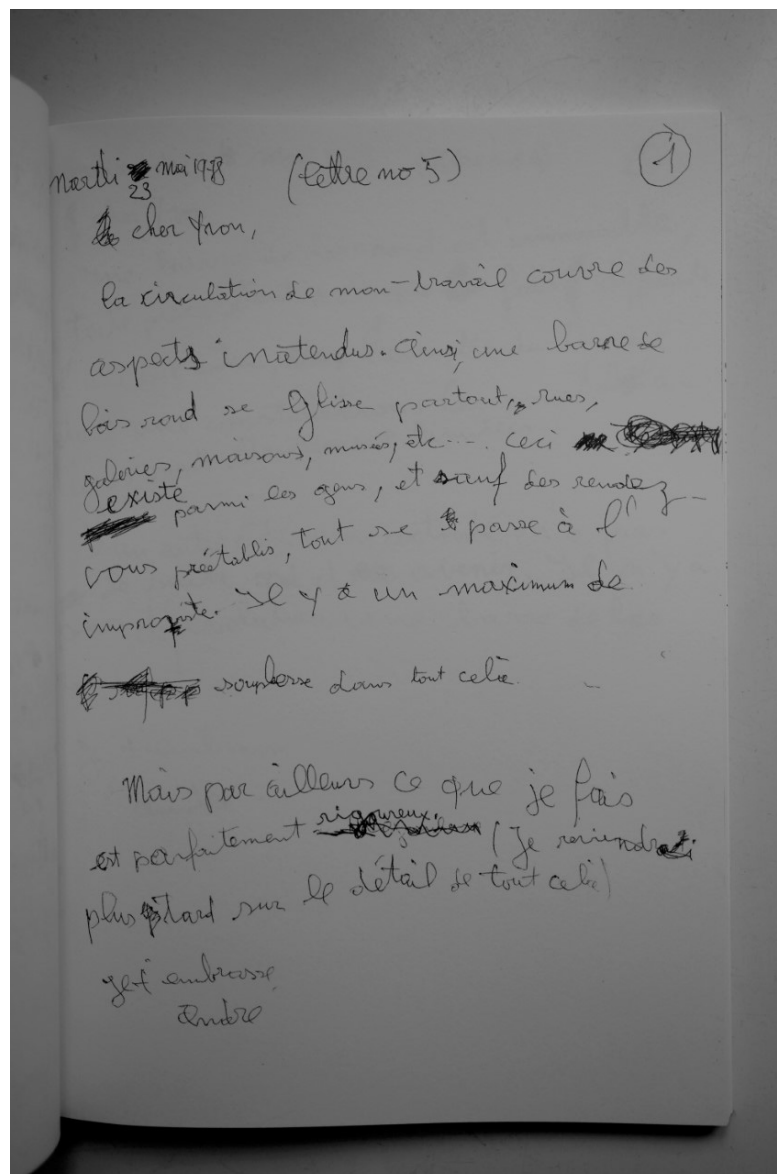 mardi 23 mai 1978 (lettre no 5) 1
cher Yvon,
la circulation de mon travail couvre des
aspects inattendus. ainsi, une barre de
bois rond se glisse partout, rues,
galeries, maisons, musées, etc... Ceci
existe parmi les gens, et sauf des rendez-
vous préétablis, tout se passe à l'
improviste. Il y a un maximum de
souplesse dans tout cela.
Mais par ailleurs ce que je fais
est parfaitement rigoureux. (Je reviendrai
plus tard sur le détail de tout cela)
je t'embrasse
andre